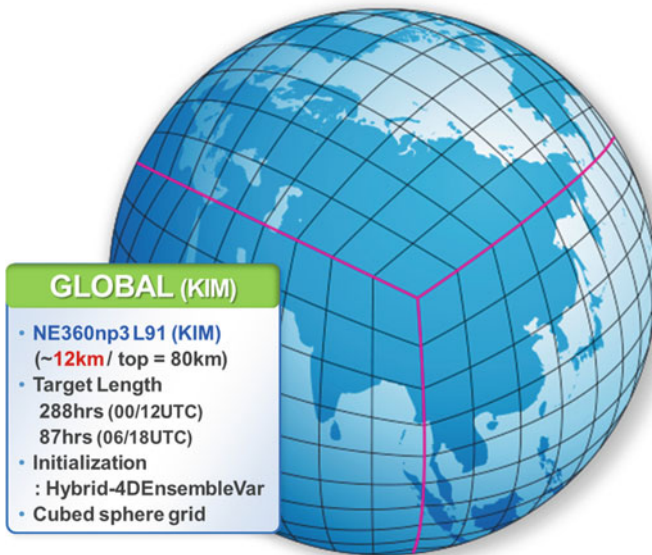 GLOBAL (KIM)
• NE360np3 L91 (KIM)
(~12km / top = 80km)
• Target Length
288hrs (00/12UTC)
87hrs (06/18UTC)
• Initialization
: Hybrid-4DEnsembleVar
• Cubed sphere grid